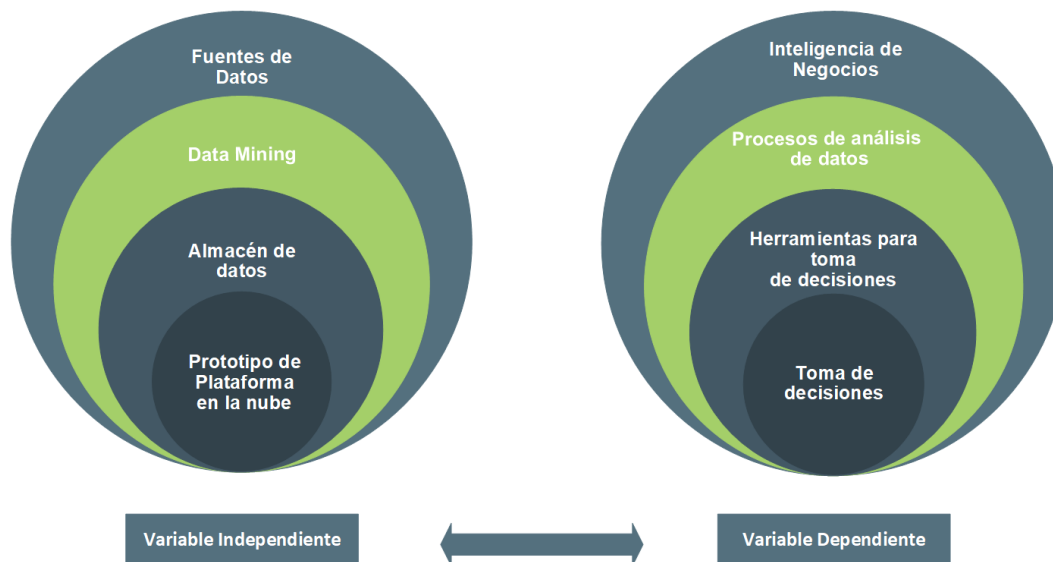 Fuentes de
Datos
Data Mining
Almacén de
datos
Prototipo de
Plataforma
en la nube
Variable Independiente
Inteligencia de
Negocios
Procesos de análisis
de datos
Herramientas para
toma
de decisiones
Toma de
decisiones
Variable Dependiente